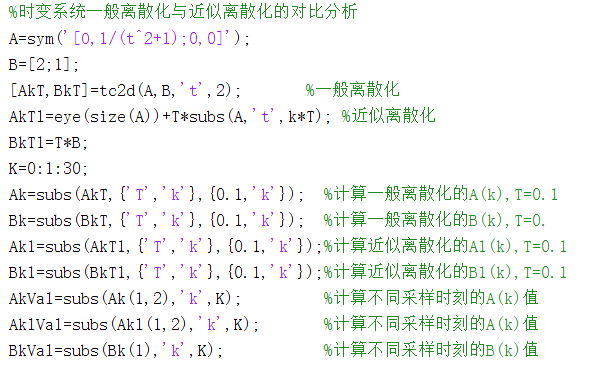 %时变系统一般离散化与近似离散化的对比分析
A=sym('[0,1/(t^2+1);0,0]');
B=[2;1];
[AkT,BkT]=tc2d(A,B,'t',2); %一般离散化
AkT1=eye(size(A))+T*subs(A,'t',k*T); %近似离散化
BkT1=T*B;
K=0:1:30;
Ak=subs(AkT,{'T','k'},{0.1,'k'}); %计算一般离散化的A(k),T=0.1
Bk=subs(BkT,{'T','k'},{0.1,'k'}); %计算一般离散化的B(k),T=0.
Ak1=subs(AkT1,{'T','k'},{0.1,'k'});%计算近似离散化的A1(k),T=0.1
Bk1=subs(BkT1,{'T','k'},{0.1,'k'});%计算近似离散化的B1(k),T=0.1
AkVal=subs(Ak(1,2),'k',K); %计算不同采样时刻的A(k)值
Ak1Val=subs(Ak1(1,2),'k',K); %计算不同采样时刻的A(k)值
BkVal=subs(Bk(1),'k',K); %计算不同采样时刻的B(k)值